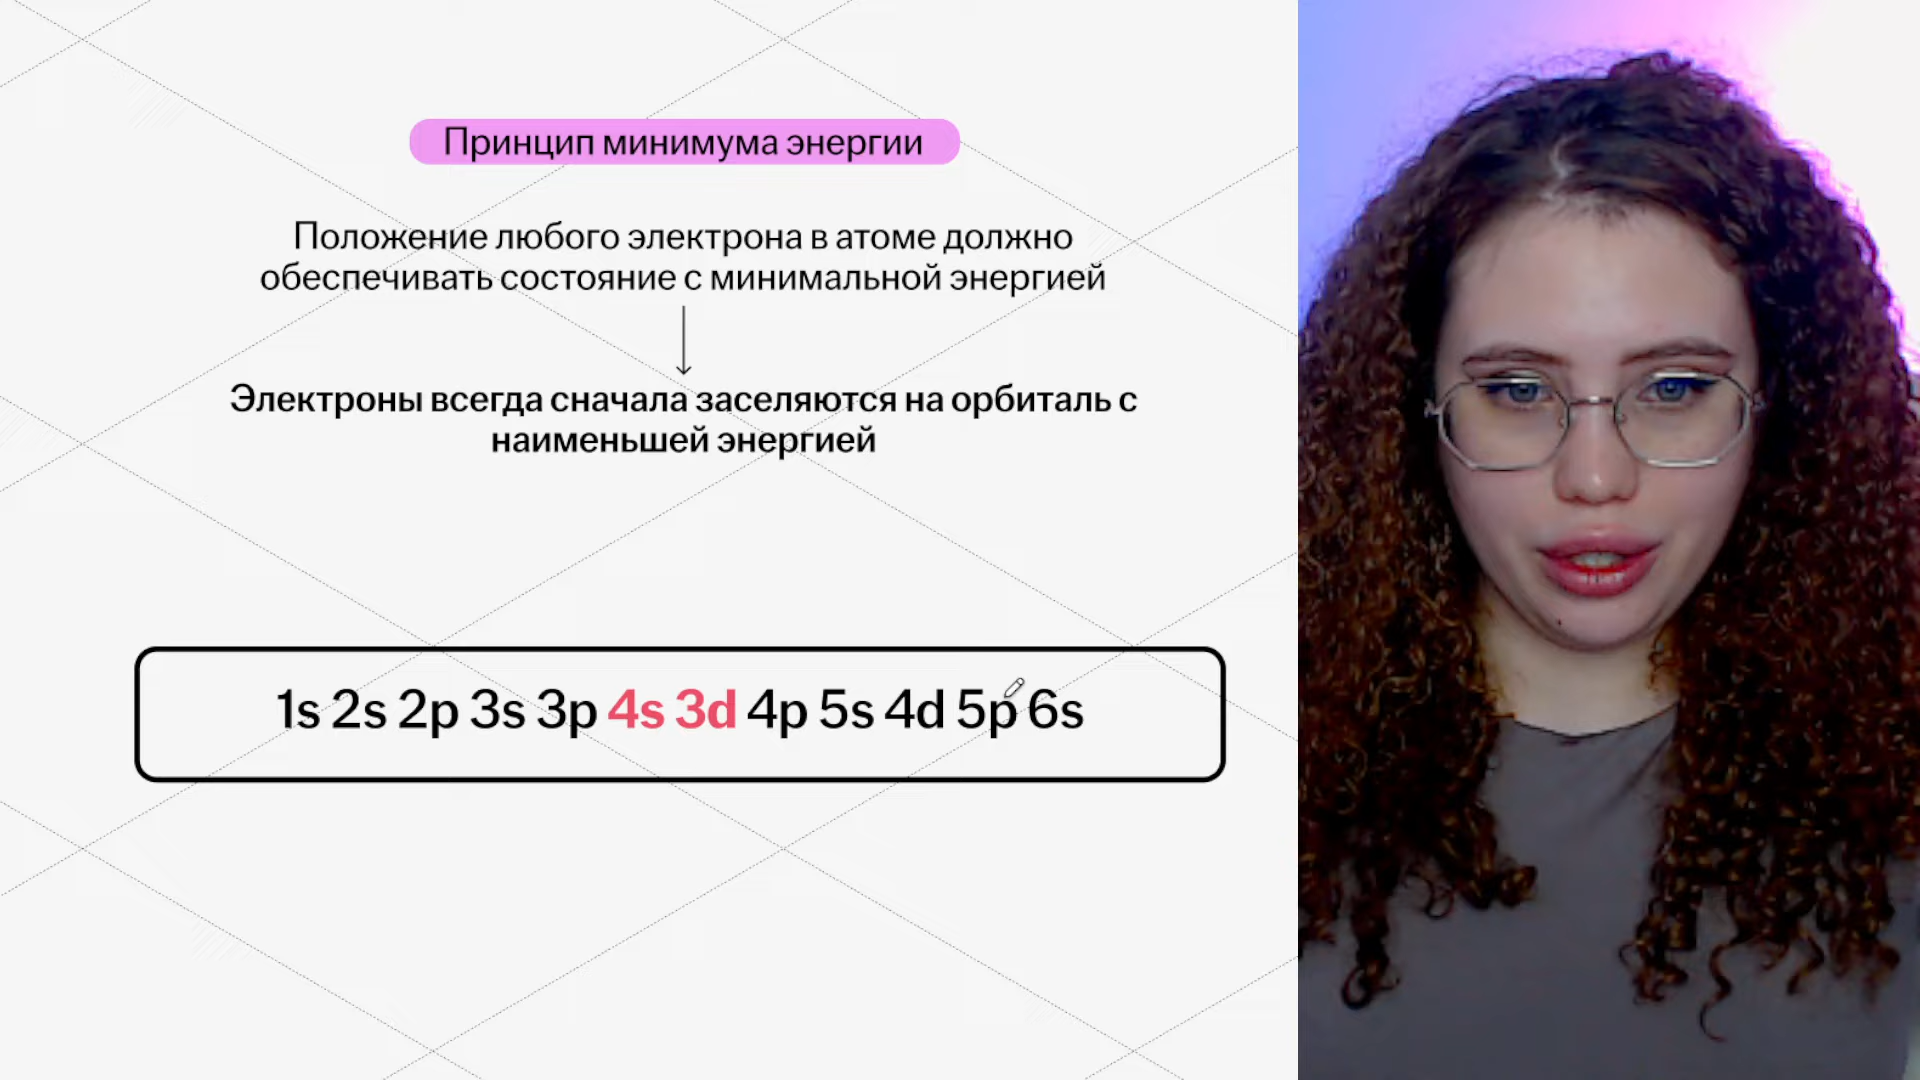 Принцип минимума энергии
Положение любого электрона в атоме должно
обеспечивать состояние с минимальной энергией
Электроны всегда сначала заселяются на орбиталь с
наименьшей энергией
1s 2s 2p 3s 3p 4s 3d 4p 5s 4d 5p 6s